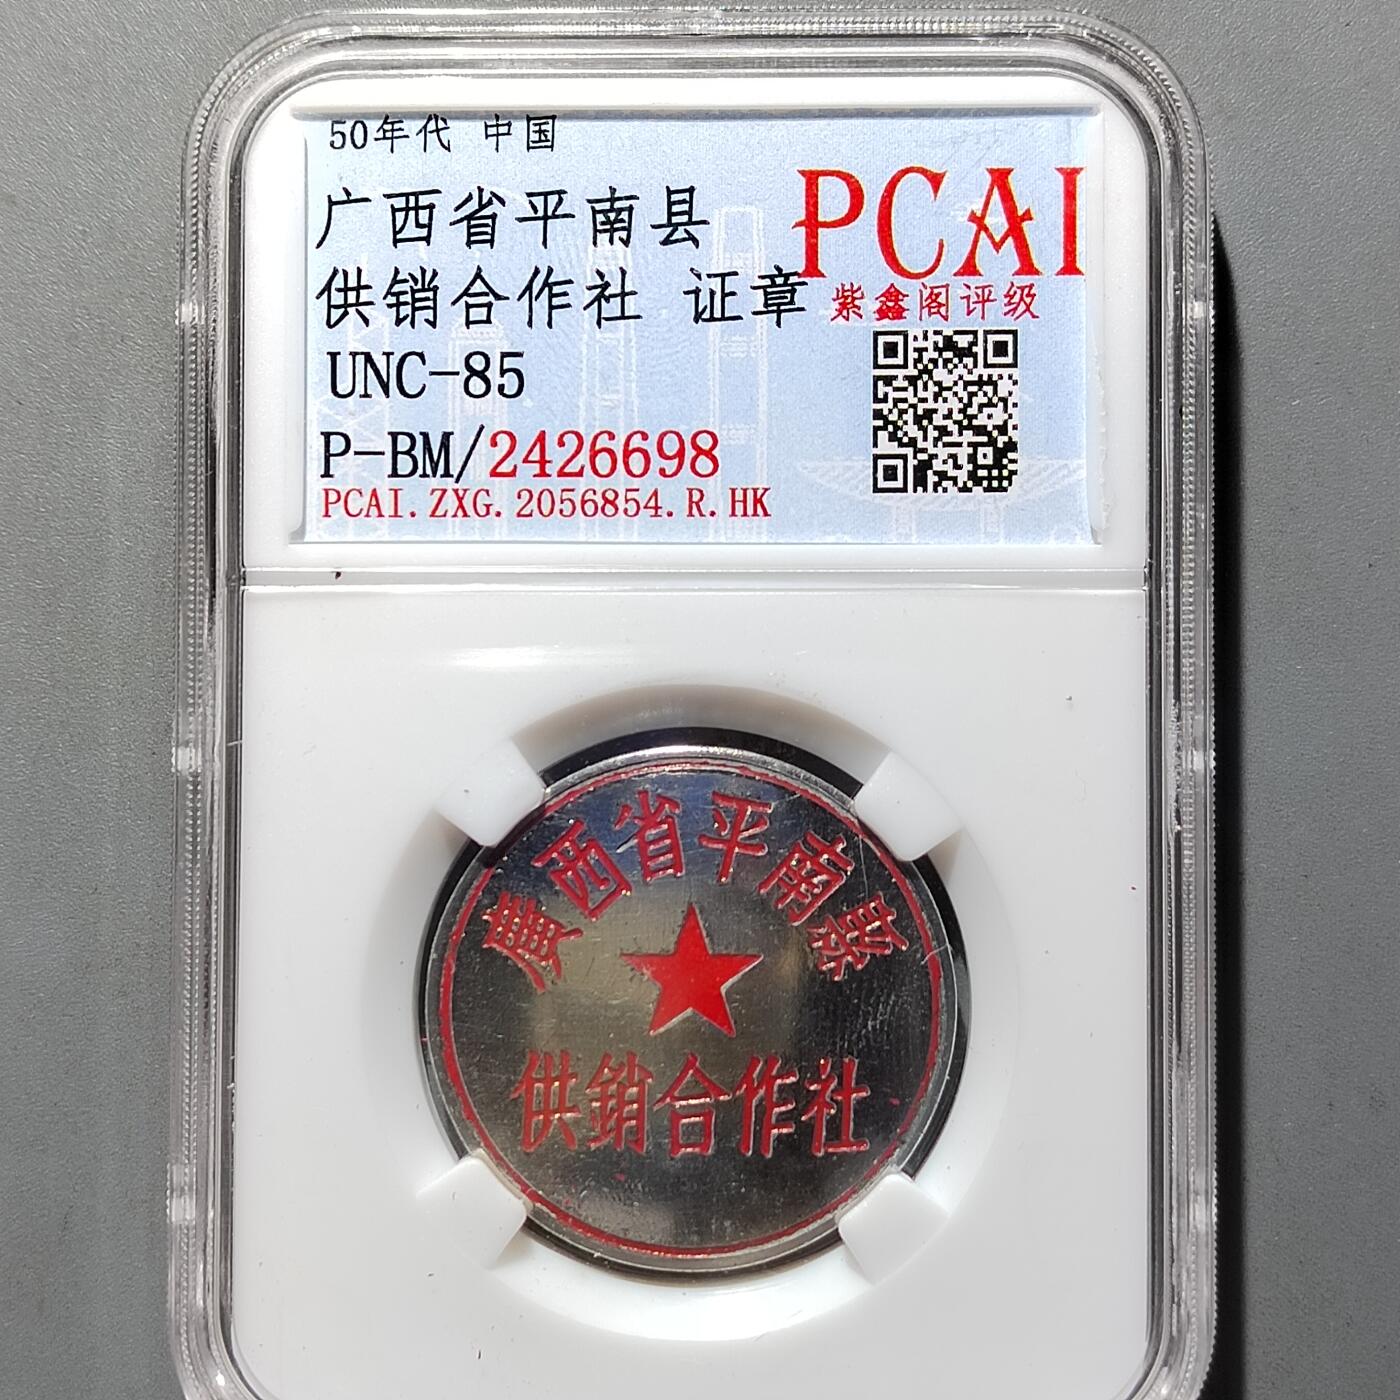 50年代 中国
广西省平南县
供销合作社 证章
UNC-85
P-BM/2426698
PCAI.ZXG.2056854.R.HK
PCAI
紫鑫阁评级
廣西省平南縣
供銷合作社